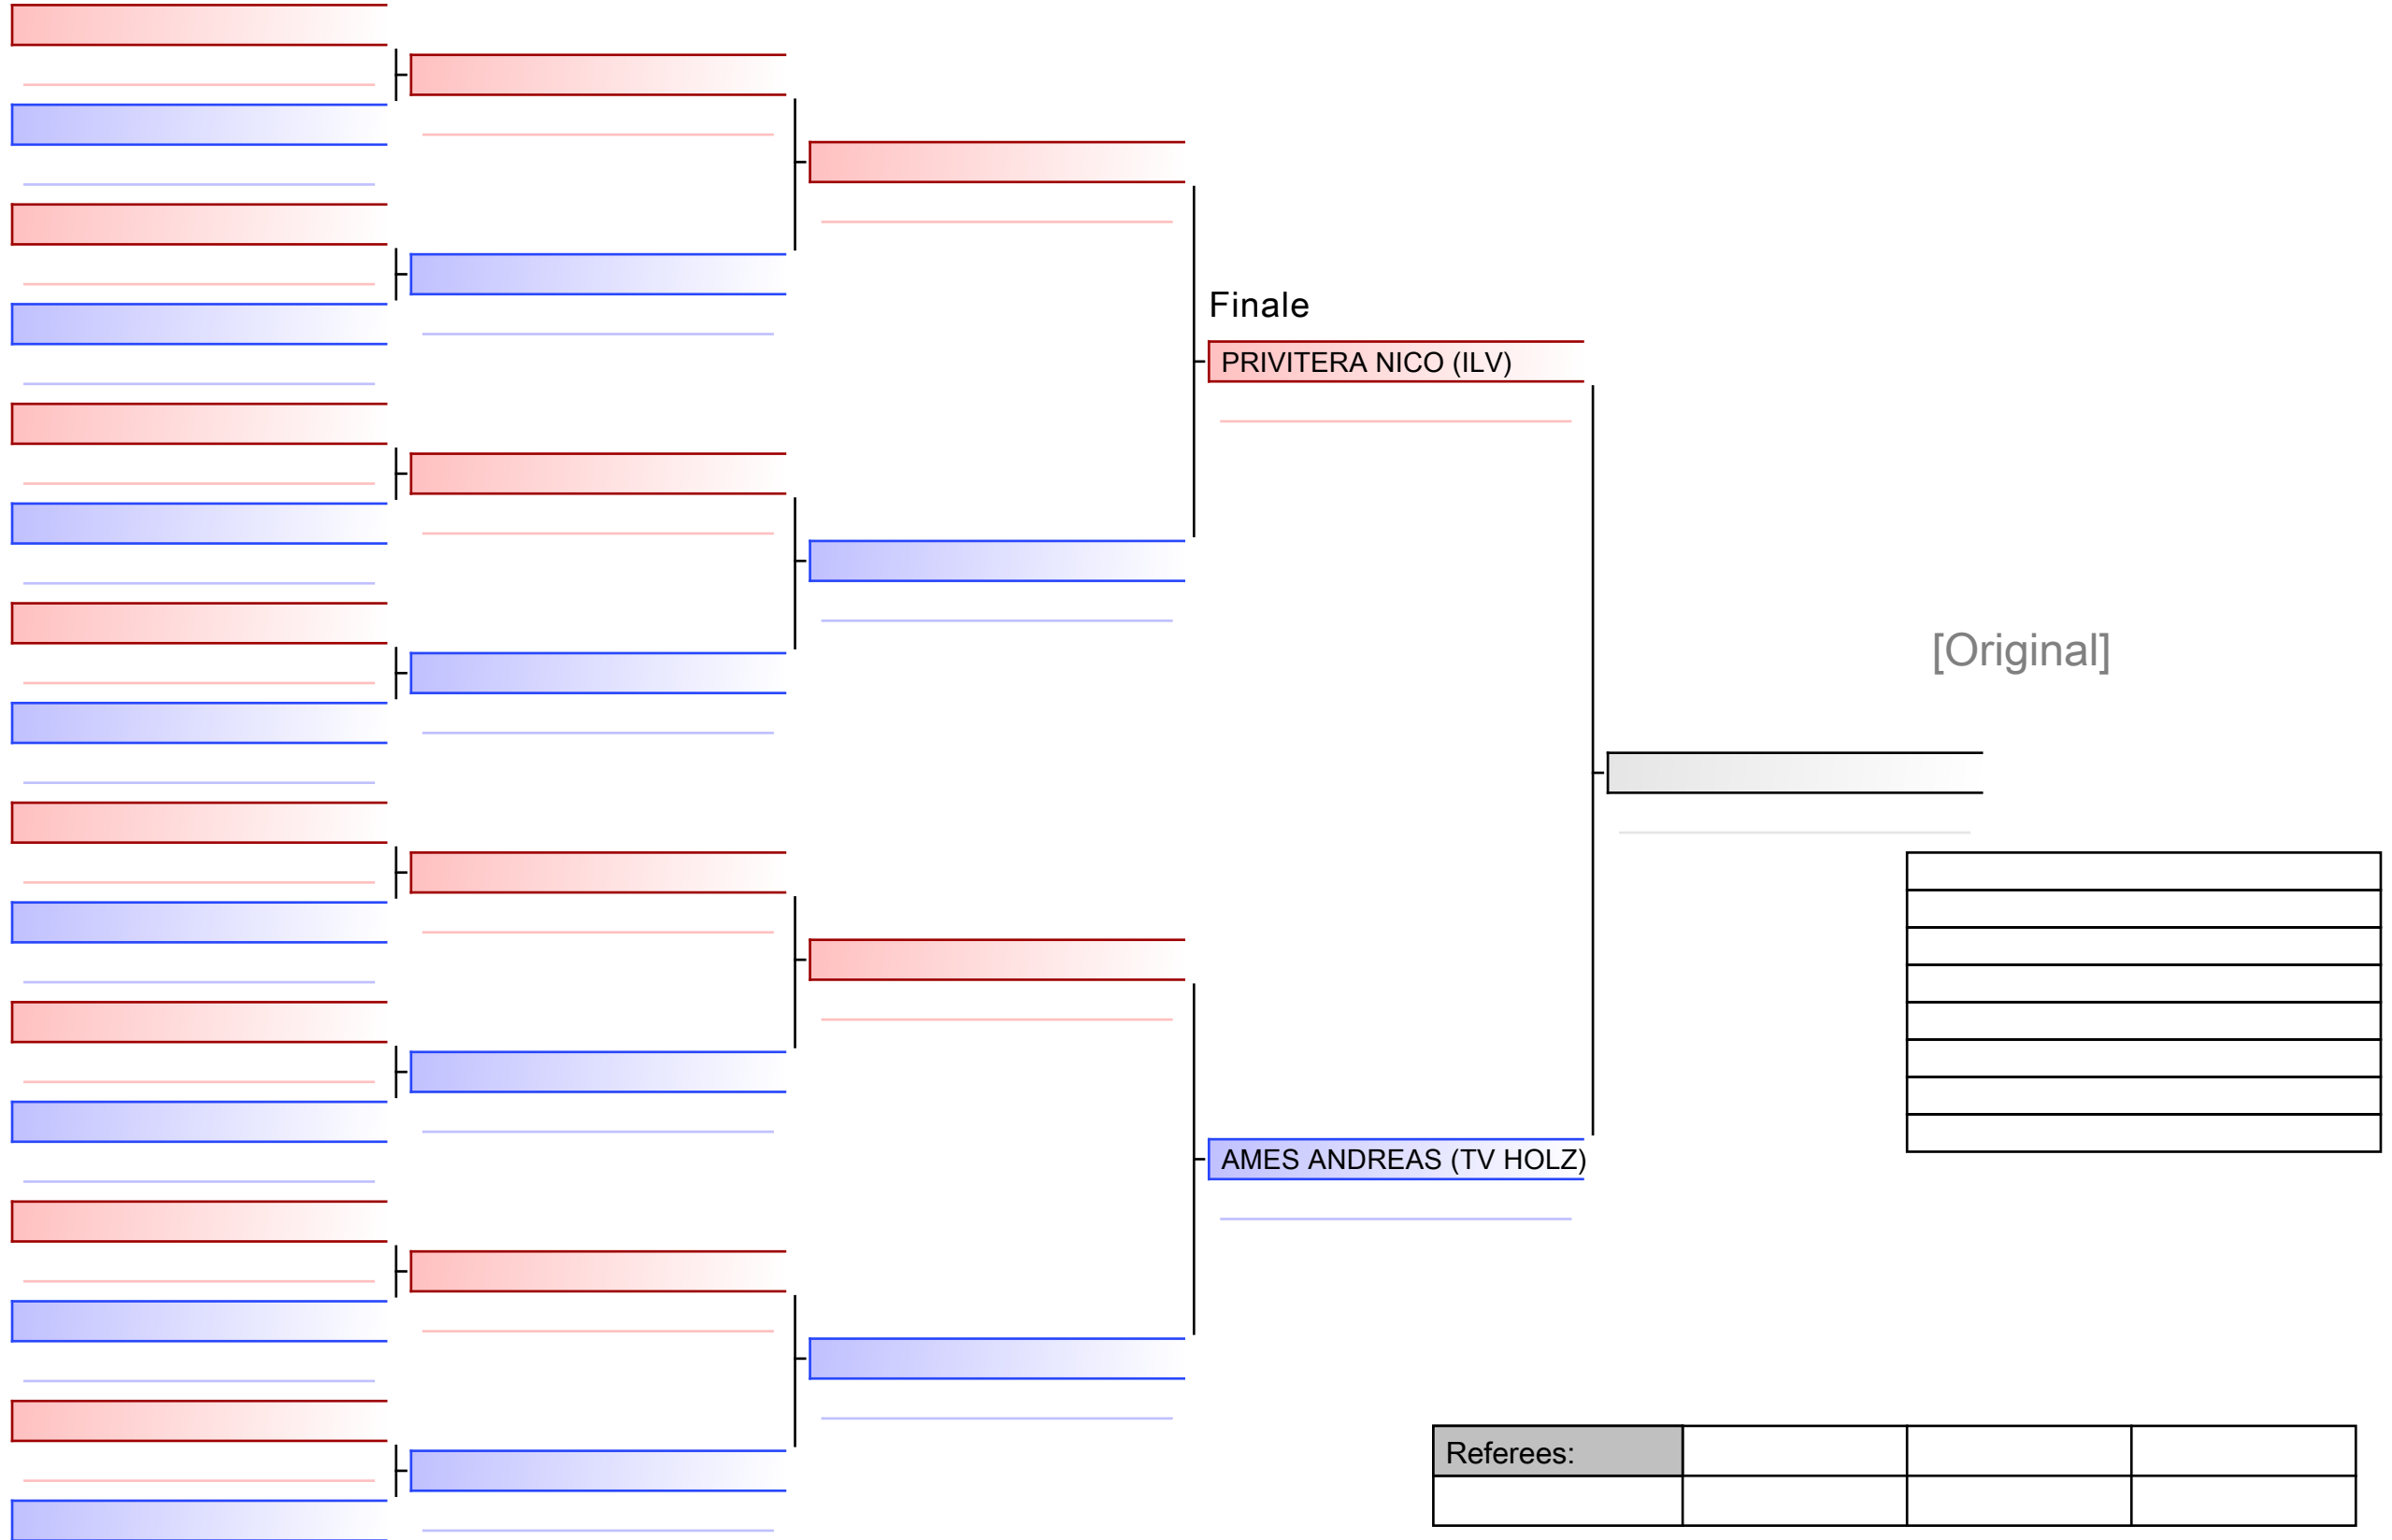 Finale
PRIVITERA NICO (ILV)
[Original]
AMES ANDREAS (TV HOLZ)
Referees: